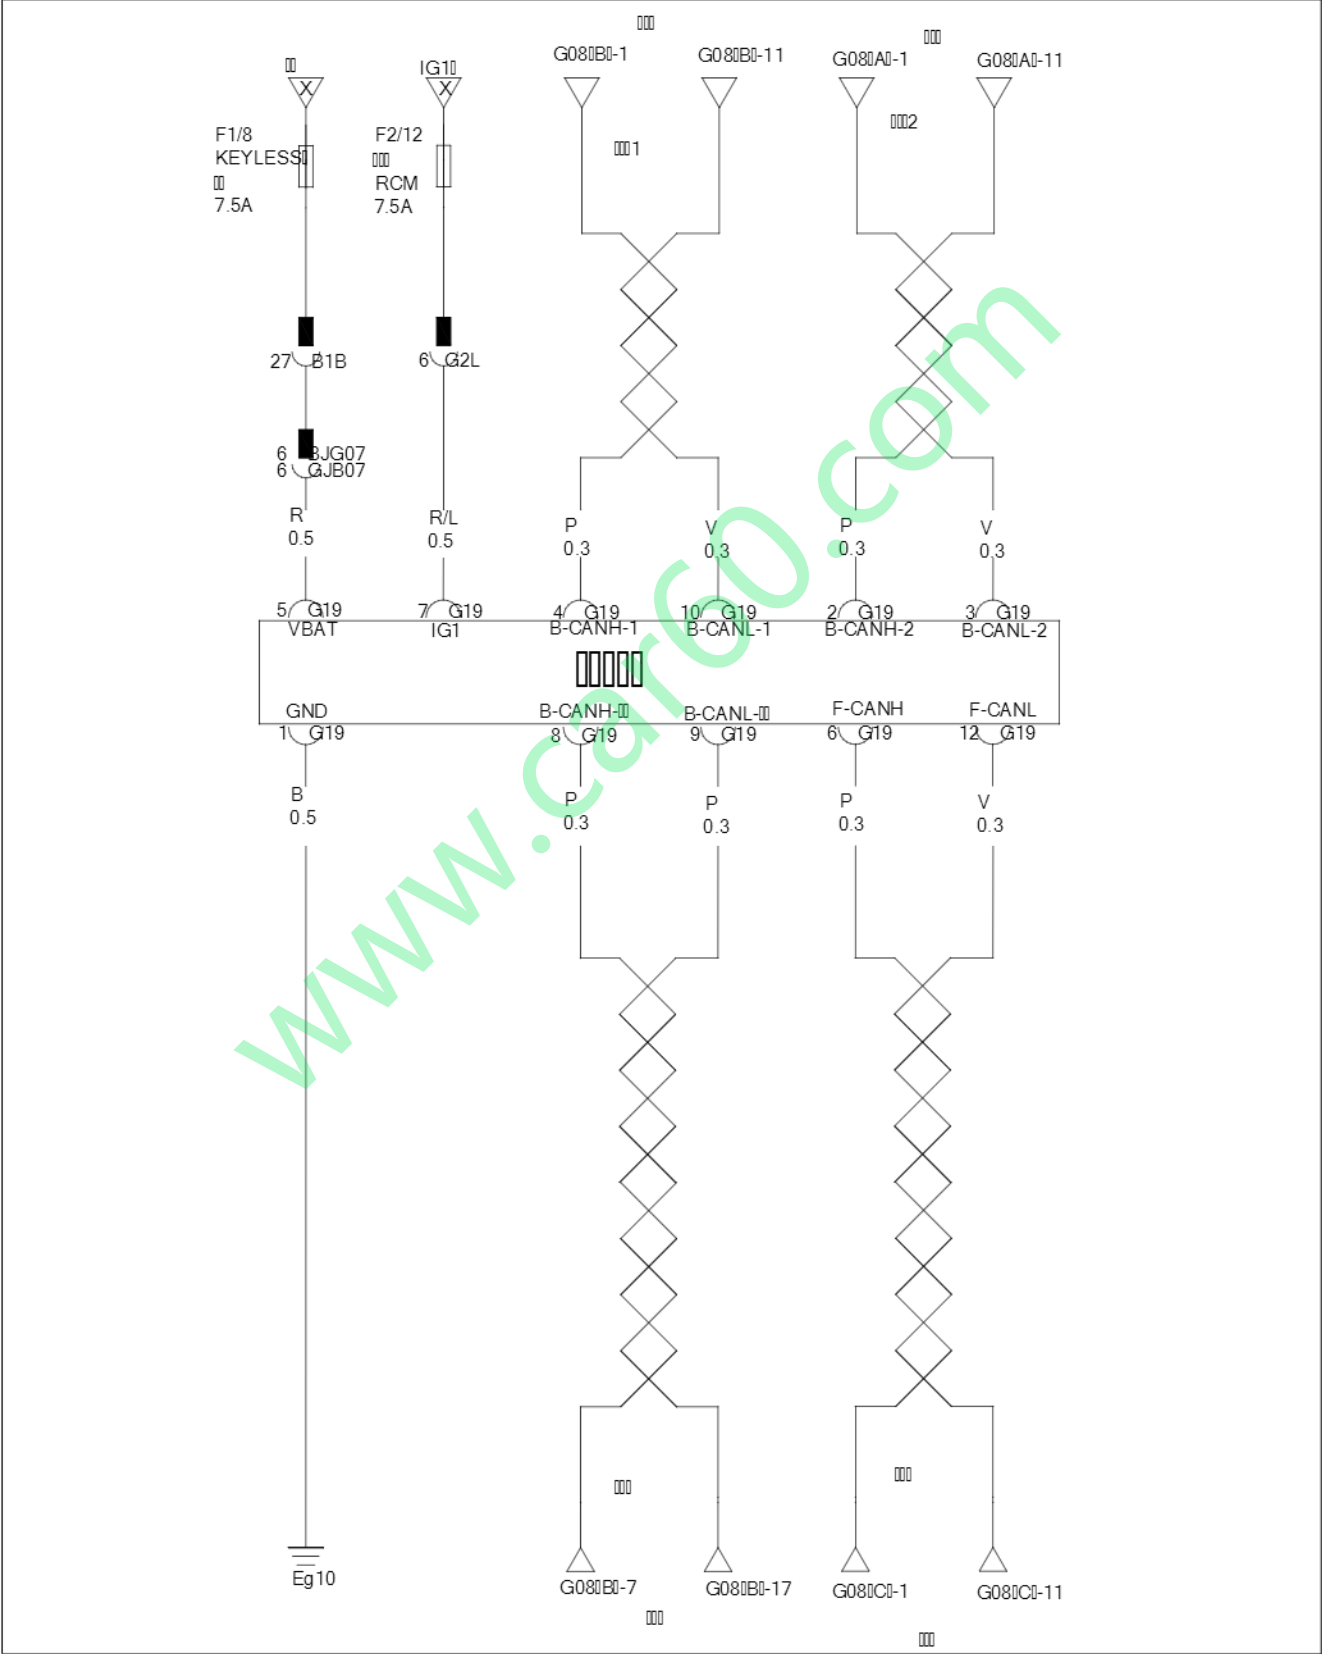 G08B-1
G08B-11
G08A-1
G08A-11
IG1
X
X
F1/8
KEYLESS
7.5A
F2/12
RCM
7.5A
1
2
27 B1B
6 G2L
6 BJG07
6 GJB07
R
0.5
R/L
0.5
P
0.3
V
0.3
P
0.3
V
0.3
5 G19
7 G19
4 G19
10 G19
2 G19
3 G19
VBAT
IG1
B-CANH-1
B-CANL-1
B-CANH-2
B-CANL-2
GND
B-CANH-
B-CANL-
F-CANH
F-CANL
1 G19
8 G19
9 G19
6 G19
12 G19
B
0.5
P
0.3
P
0.3
P
0.3
V
0.3
www.car60.com
Eg10
G08B-7
G08B-17
G08C-1
G08C-11